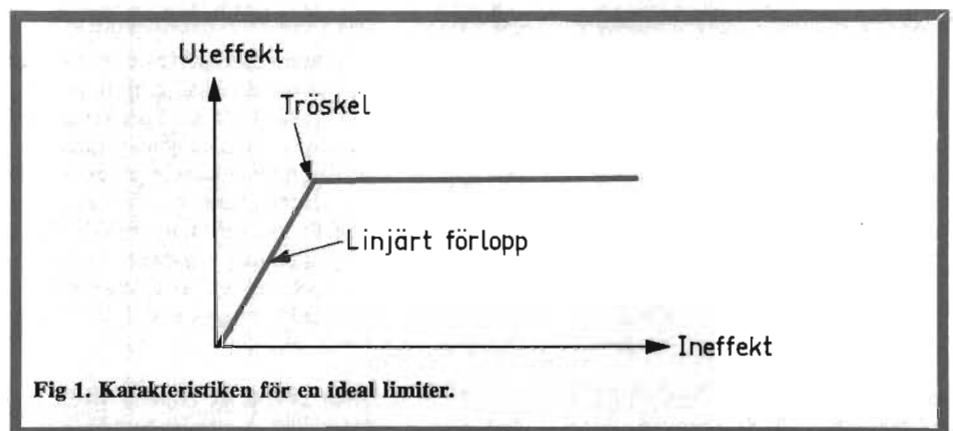 Uteffekt
Tröskel
Linjärt förlopp
Ineffekt
Fig 1. Karakteristiken för en ideal limiter.